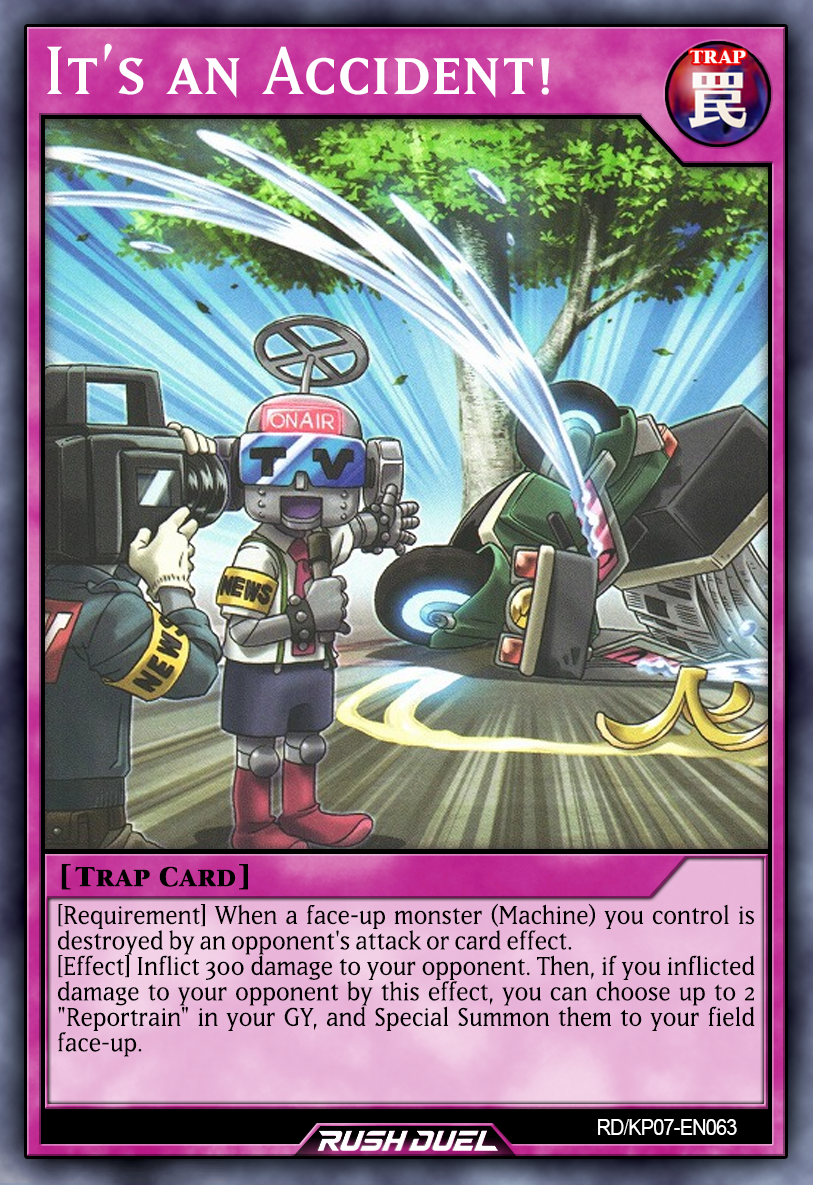 It's an Accident!
TRAP
罠
ON AIR
TV
NEWS
NEWS
[Trap Card]
[Requirement] When a face-up monster (Machine) you control is
destroyed by an opponent's attack or card effect.
[Effect] Inflict 300 damage to your opponent. Then, if you inflicted
damage to your opponent by this effect, you can choose up to 2
"Reportrain" in your GY, and Special Summon them to your field
face-up.
RD/KP07-EN063
RUSH DUEL